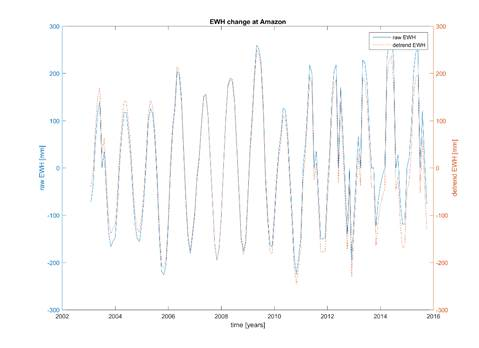 EWH change at Amazon
300
200
100
0
-100
-200
-300
raw EWH [mm]
300
200
100
0
-100
-200
-300
detrend EWH [mm]
raw EWH
detrend EWH
2002 2004 2006 2008 2010 2012 2014 2016
time [years]